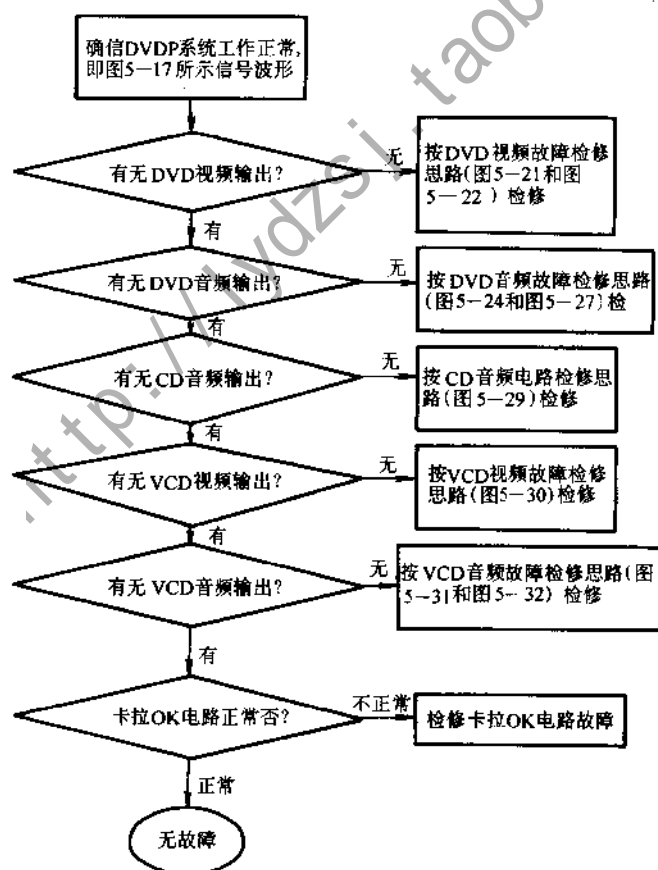 确信DVDP系统工作正常,
即图5—17所示信号波形
有无DVD视频输出?
无
按DVD视频故障检修
思路(图5—21和图
5—22)检修
有
有无DVD音频输出?
无
按DVD音频故障检修思路
(图5—24和图5—27)检
有
有无CD音频输出?
无
按CD音频电路检修思
路(图5—29)检修
有
有无VCD视频输出?
无
按VCD视频故障检修
思路(图5—30)检修
有
有无VCD音频输出?
无
按VCD音频故障检修思路(图
5—31和图5—32)检修
有
卡拉OK电路正常否?
不正常
检修卡拉OK电路故障
正常
无故障
http://lydzsj.taob